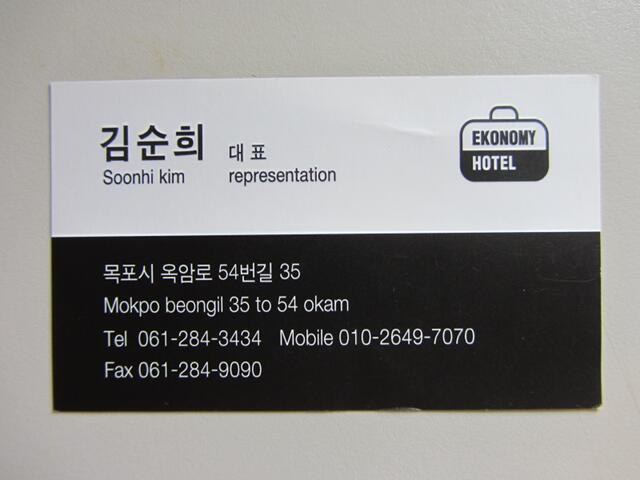 김순희 대표
Soonhi kim representation
EKONOMY
HOTEL
목포시 옥암로 54번길 35
Mokpo beongil 35 to 54 okam
Tel 061-284-3434 Mobile 010-2649-7070
Fax 061-284-9090